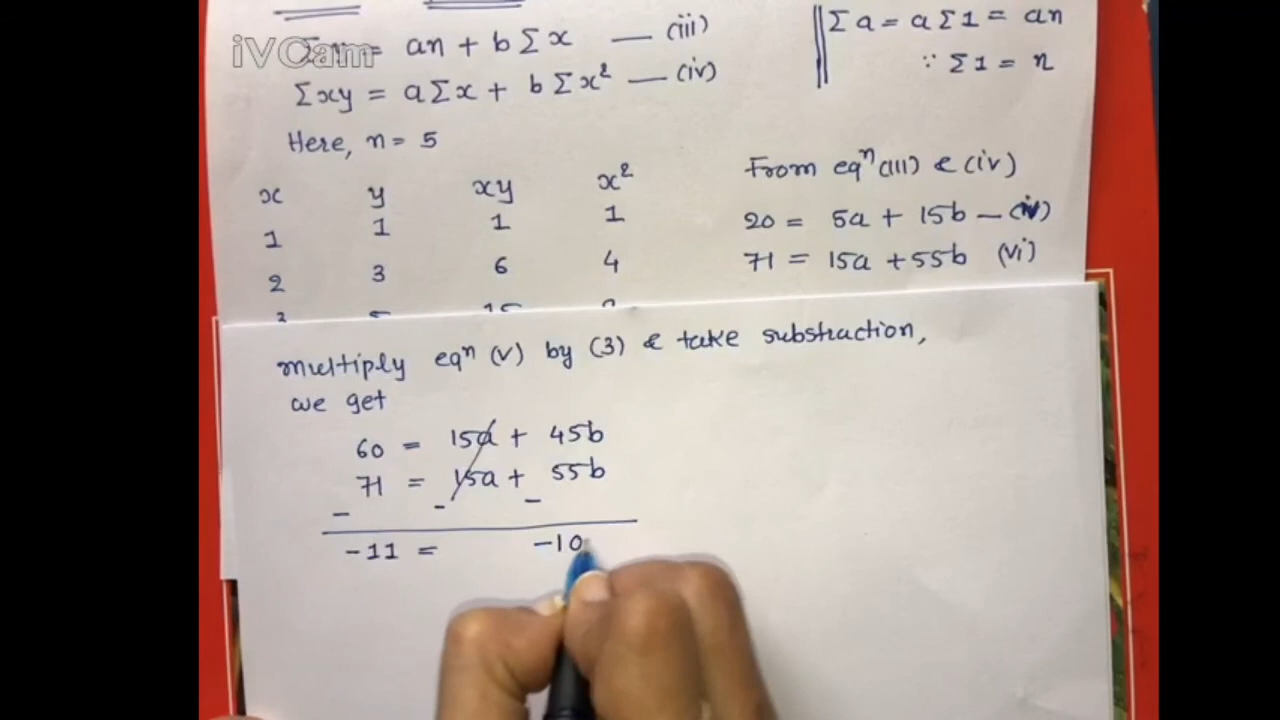 iVCam
= an + bΣx — (iii)
Σxy = aΣx + bΣx² — (iv)
Σa = aΣ1 = an
∵ Σ1 = n
Here, n = 5
x y xy x²
1 1 1 1
2 3 6 4
From eqⁿ (III) & (iv)
20 = 5a + 15b —
71 = 15a + 55b (vi)
multiply eqⁿ (v) by (3) & take substraction,
we get
60 = 15a + 45b
71 = 15a + 55b
- - -
-11 = -10